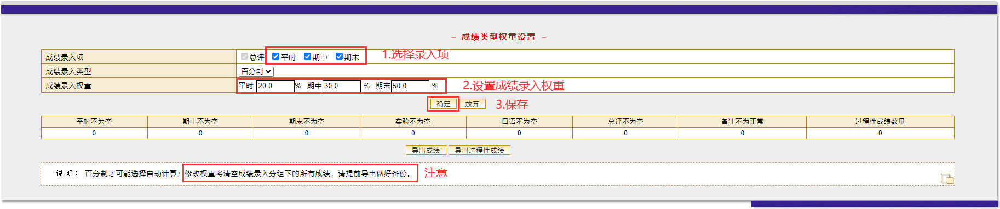 – 成绩类型权重设置 –
成绩录入项 总评 平时 期中 期末 1.选择录入项
成绩录入类型 百分制
成绩录入权重 平时 20.0 % 期中 30.0 % 期末 50.0 % 2.设置成绩录入权重
确定 放弃 3.保存
平时不为空 期中不为空 期末不为空 实验不为空 口语不为空 总评不为空 备注不为正常 过程性成绩数量
0 0 0 0 0 0 0 0
导出成绩 导出过程性成绩
说 明： 百分制才可能选择自动计算；修改权重将清空成绩录入分组下的所有成绩，请提前导出做好备份。 注意